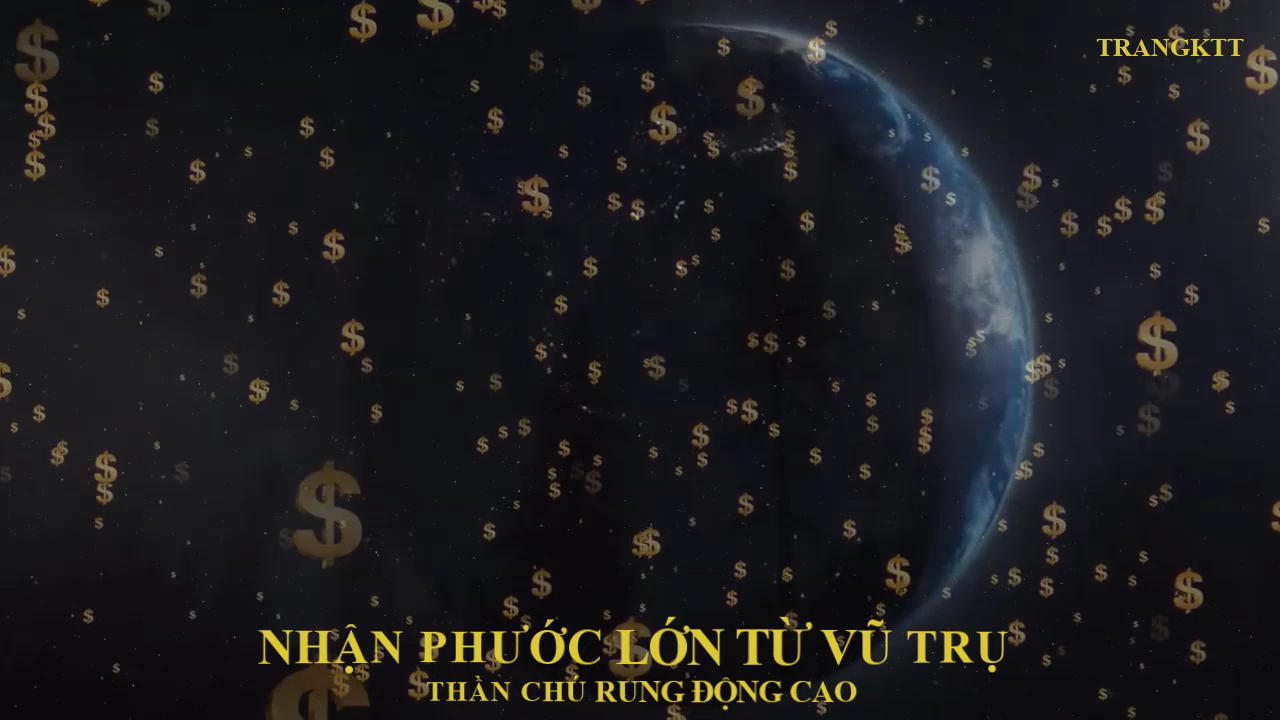 TRANGKTT
NHẬN PHƯỚC LỚN TỪ VŨ TRỤ
THẦN CHÚ RUNG ĐỘNG CAO